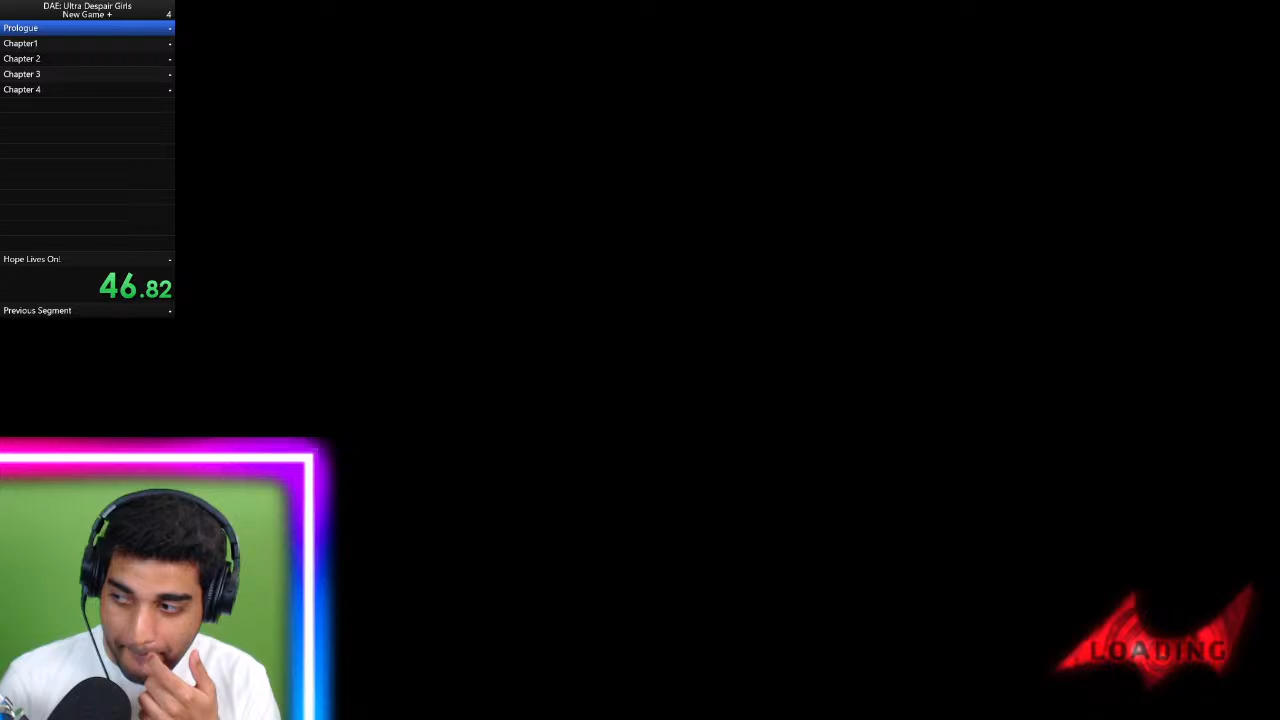 DAE: Ultra Despair Girls
New Game + 4
Prologue -
Chapter1 -
Chapter 2 -
Chapter 3 -
Chapter 4 -
Hope Lives On! -
46.82
Previous Segment -
LOADING